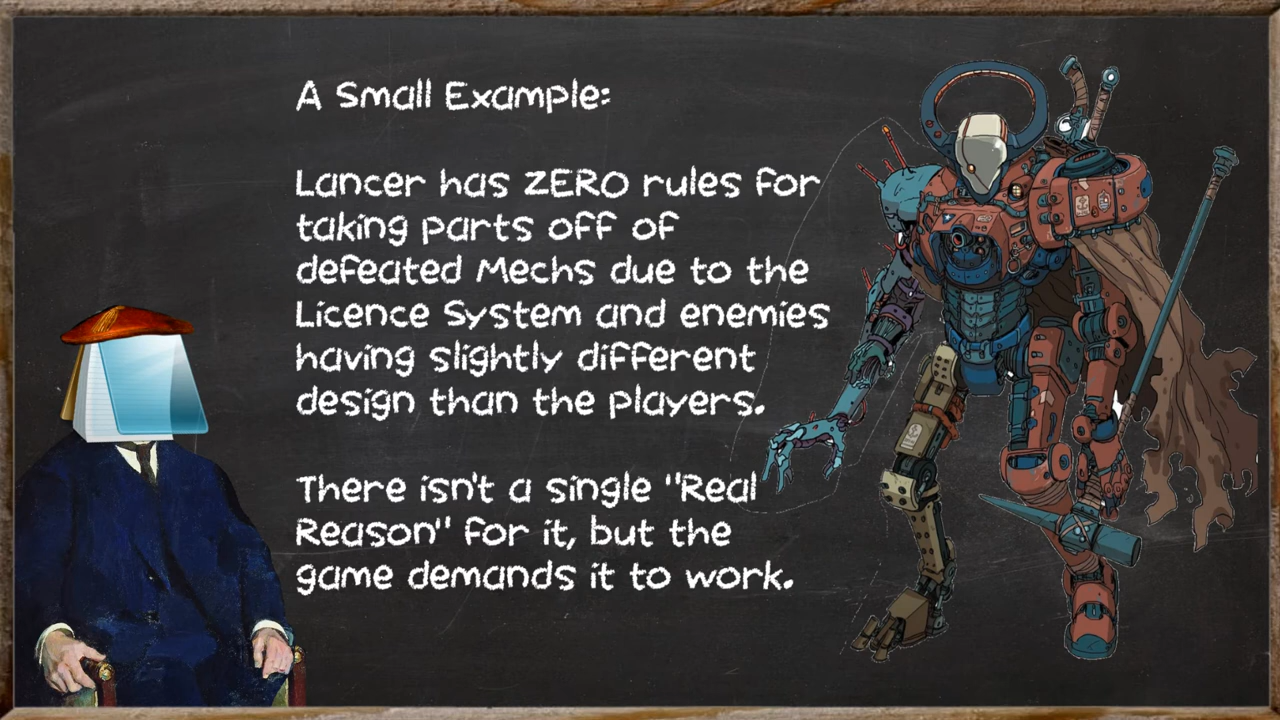 A Small Example:
Lancer has ZERO rules for
taking parts off of
defeated Mechs due to the
Licence System and enemies
having slightly different
design than the players.
There isn't a single "Real
Reason" for it, but the
game demands it to work.